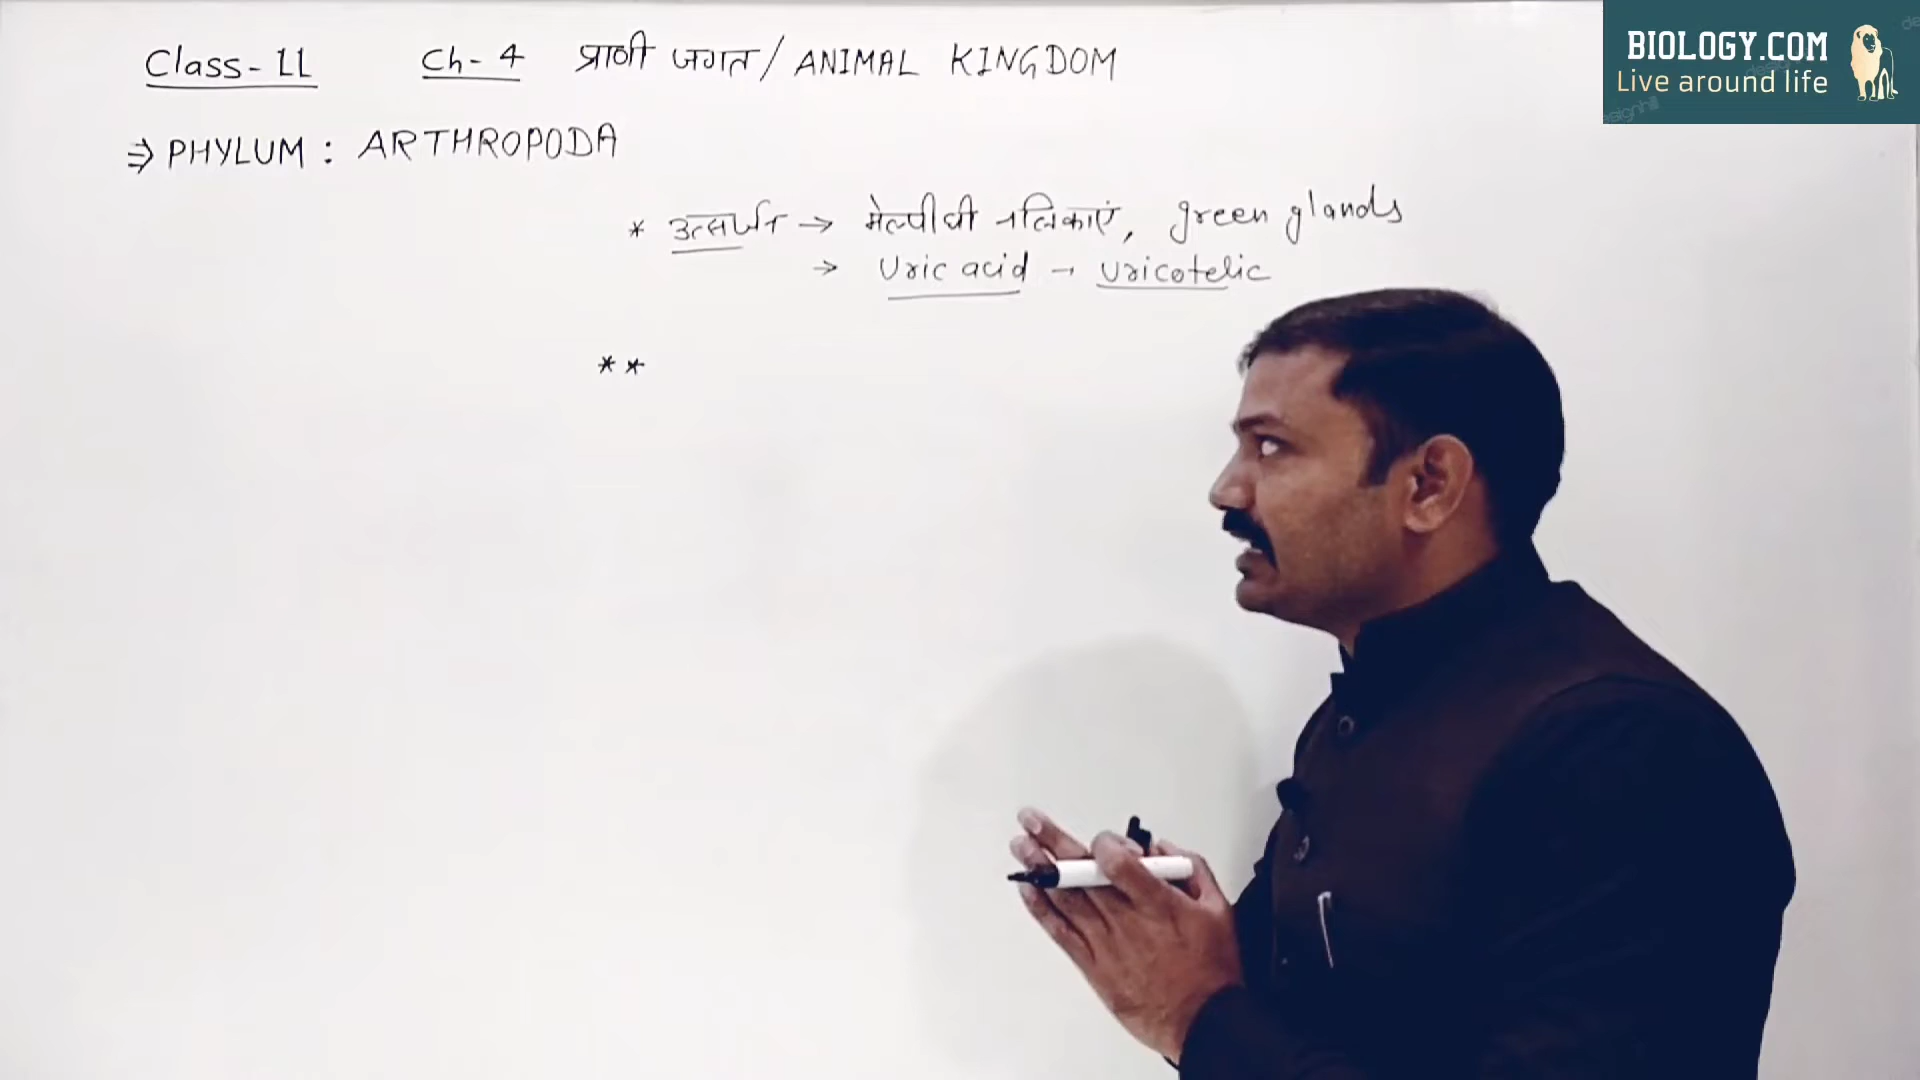 Class-11 Ch-4 प्राणी जगत/ ANIMAL KINGDOM
⇒ PHYLUM : ARTHROPODA
* उत्सर्जन → मेल्पीघी नलिकाएं, green glands
→ Uric acid → Uricotelic
**
BIOLOGY.COM
Live around life